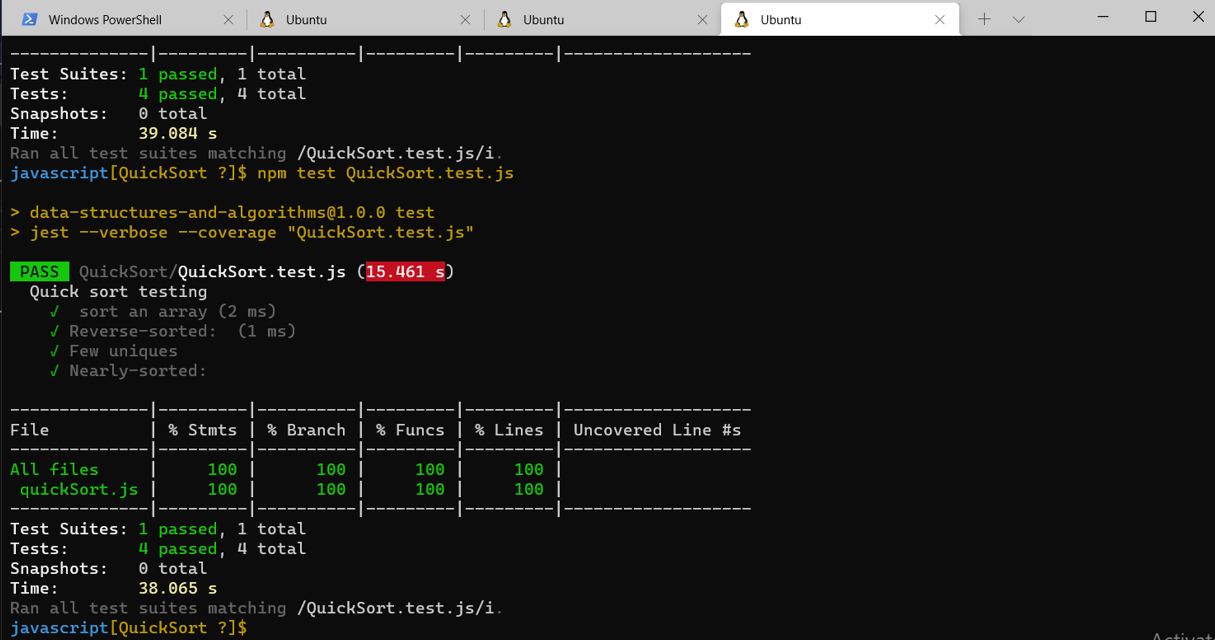 Windows PowerShell
Ubuntu
Ubuntu
Ubuntu
--------------|---------|----------|---------|---------|-------------------
Test Suites: 1 passed, 1 total
Tests:       4 passed, 4 total
Snapshots:   0 total
Time:        39.084 s
Ran all test suites matching /QuickSort.test.js/i.
javascript[QuickSort ?]$ npm test QuickSort.test.js
> data-structures-and-algorithms@1.0.0 test
> jest --verbose --coverage "QuickSort.test.js"
PASS QuickSort/QuickSort.test.js (15.461 s)
Quick sort testing
√  sort an array (2 ms)
√ Reverse-sorted:  (1 ms)
√ Few uniques
√ Nearly-sorted:
--------------|---------|----------|---------|---------|-------------------
File          | % Stmts | % Branch | % Funcs | % Lines | Uncovered Line #s
--------------|---------|----------|---------|---------|-------------------
All files     |     100 |      100 |     100 |     100 |
quickSort.js |     100 |      100 |     100 |     100 |
--------------|---------|----------|---------|---------|-------------------
Test Suites: 1 passed, 1 total
Tests:       4 passed, 4 total
Snapshots:   0 total
Time:        38.065 s
Ran all test suites matching /QuickSort.test.js/i.
javascript[QuickSort ?]$